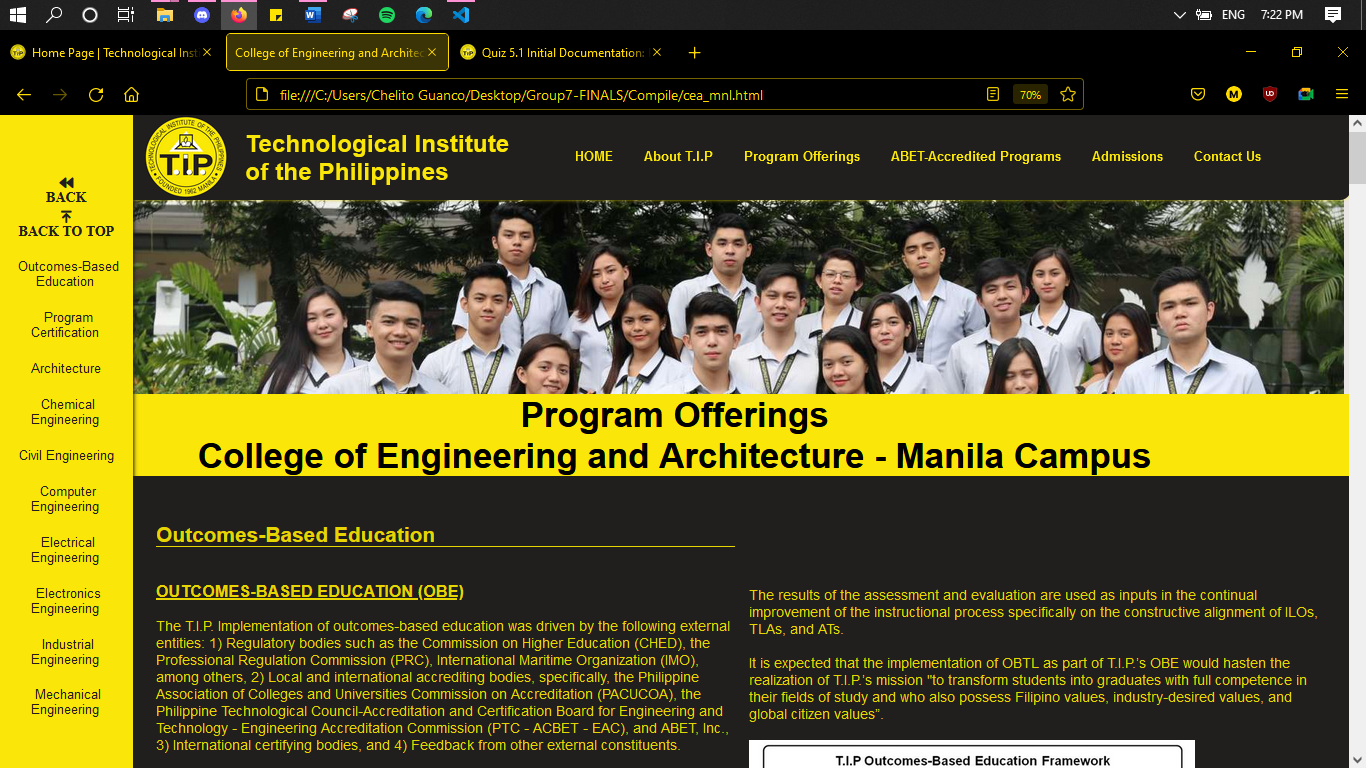 ENG 7:22 PM
Home Page | Technological Inst
College of Engineering and Architec
Quiz 5.1 Initial Documentation:
file:///C:/Users/Chelito Guanco/Desktop/Group7-FINALS/Compile/cea_mnl.html
70%
TECHNOLOGICAL INSTITUTE OF THE PHILIPPINES
T.I.P
FOUNDED 1962 MANILA
Technological Institute
of the Philippines
HOME
About T.I.P
Program Offerings
ABET-Accredited Programs
Admissions
Contact Us
BACK
BACK TO TOP
Outcomes-Based
Education
Program
Certification
Architecture
Chemical
Engineering
Civil Engineering
Computer
Engineering
Electrical
Engineering
Electronics
Engineering
Industrial
Engineering
Mechanical
Engineering
Program Offerings
College of Engineering and Architecture - Manila Campus
Outcomes-Based Education
OUTCOMES-BASED EDUCATION (OBE)
The T.I.P. Implementation of outcomes-based education was driven by the following external
entities: 1) Regulatory bodies such as the Commission on Higher Education (CHED), the
Professional Regulation Commission (PRC), International Maritime Organization (IMO),
among others, 2) Local and international accrediting bodies, specifically, the Philippine
Association of Colleges and Universities Commission on Accreditation (PACUCOA), the
Philippine Technological Council-Accreditation and Certification Board for Engineering and
Technology - Engineering Accreditation Commission (PTC - ACBET - EAC), and ABET, Inc.,
3) International certifying bodies, and 4) Feedback from other external constituents.
The results of the assessment and evaluation are used as inputs in the continual
improvement of the instructional process specifically on the constructive alignment of ILOs,
TLAs, and ATs.
It is expected that the implementation of OBTL as part of T.I.P.’s OBE would hasten the
realization of T.I.P.’s mission "to transform students into graduates with full competence in
their fields of study and who also possess Filipino values, industry-desired values, and
global citizen values”.
T.I.P Outcomes-Based Education Framework